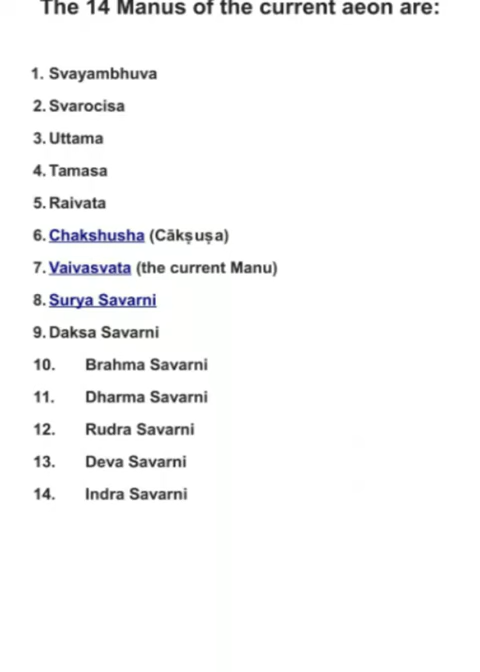 The 14 Manus of the current aeon are:
1. Svayambhuva
2. Svarocisa
3. Uttama
4. Tamasa
5. Raivata
6. Chakshusha (Cākṣuṣa)
7. Vaivasvata (the current Manu)
8. Surya Savarni
9. Daksa Savarni
10. Brahma Savarni
11. Dharma Savarni
12. Rudra Savarni
13. Deva Savarni
14. Indra Savarni